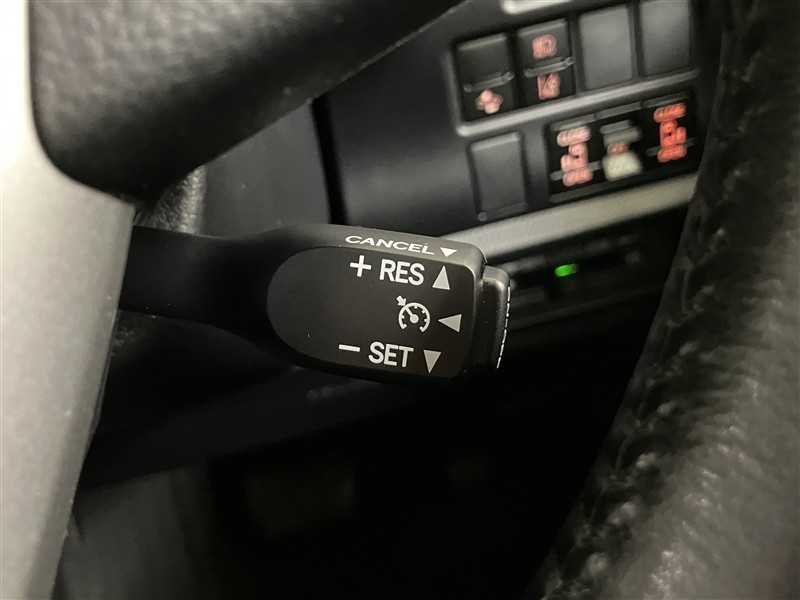 CANCEL ▼
+ RES ▲
◀
− SET ▼